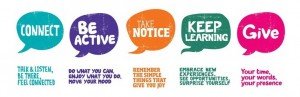 CONNECT
TALK & LISTEN,
BE THERE,
FEEL CONNECTED
BE
ACTIVE
DO WHAT YOU CAN,
ENJOY WHAT YOU DO,
MOVE YOUR MOOD
TAKE
NOTICE
REMEMBER
THE SIMPLE
THINGS THAT
GIVE YOU JOY
KEEP
LEARNING
EMBRACE NEW
EXPERIENCES,
SEE OPPORTUNITIES,
SURPRISE YOURSELF
Give
Your time,
your words,
your presence